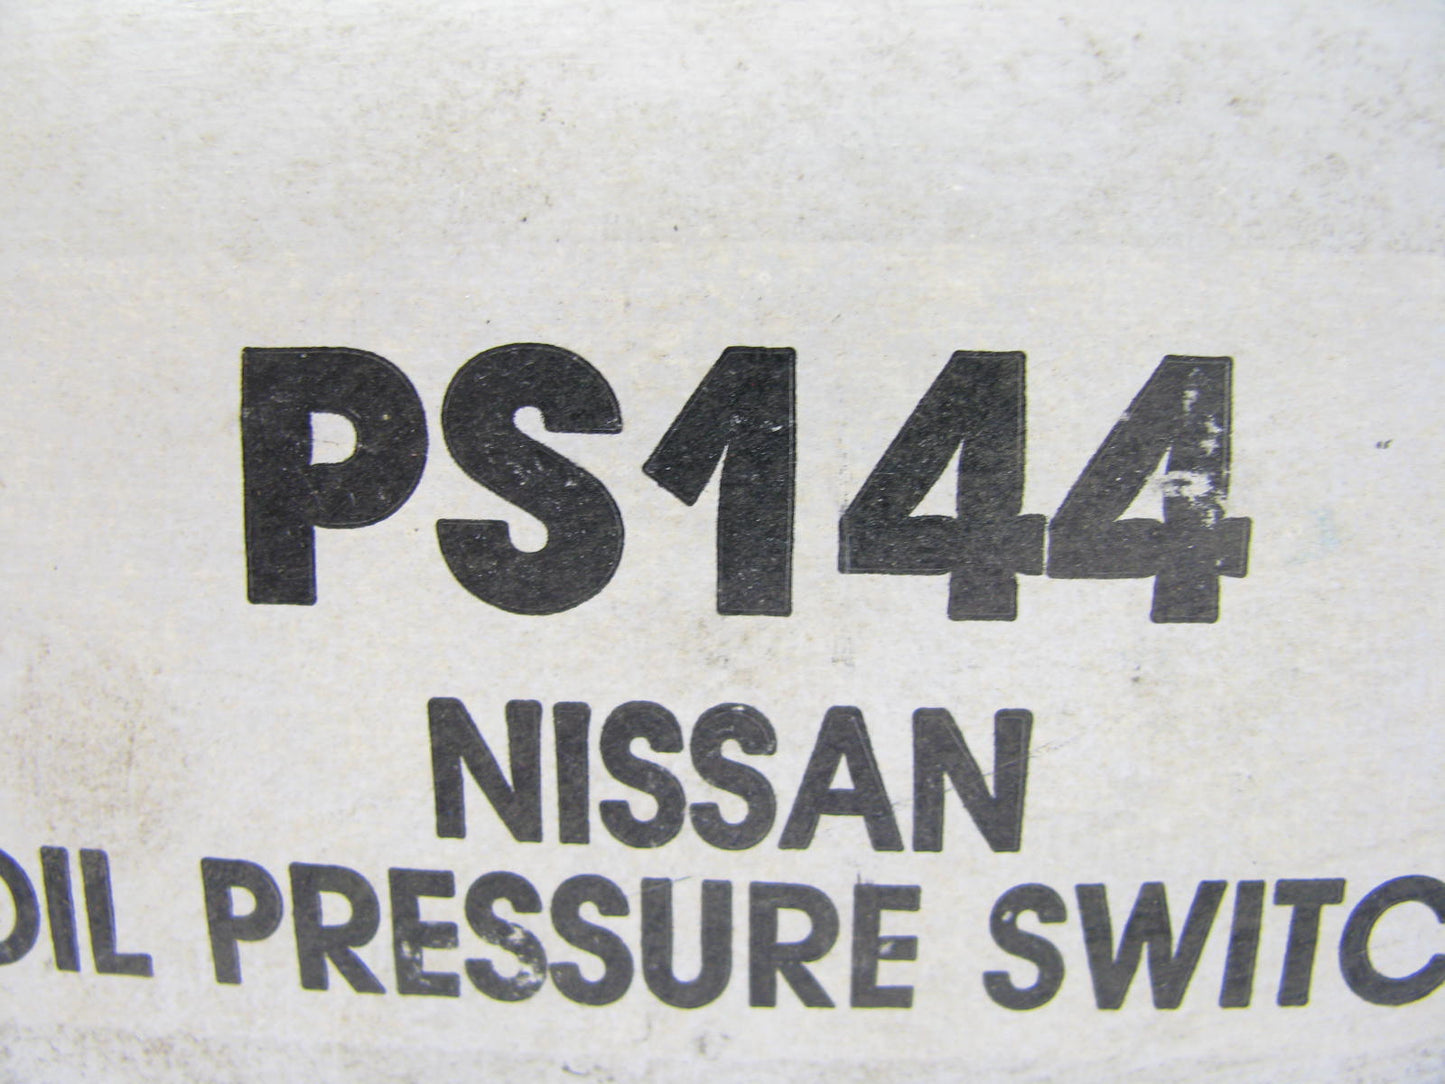 PS144
NISSAN
OIL PRESSURE SWITC